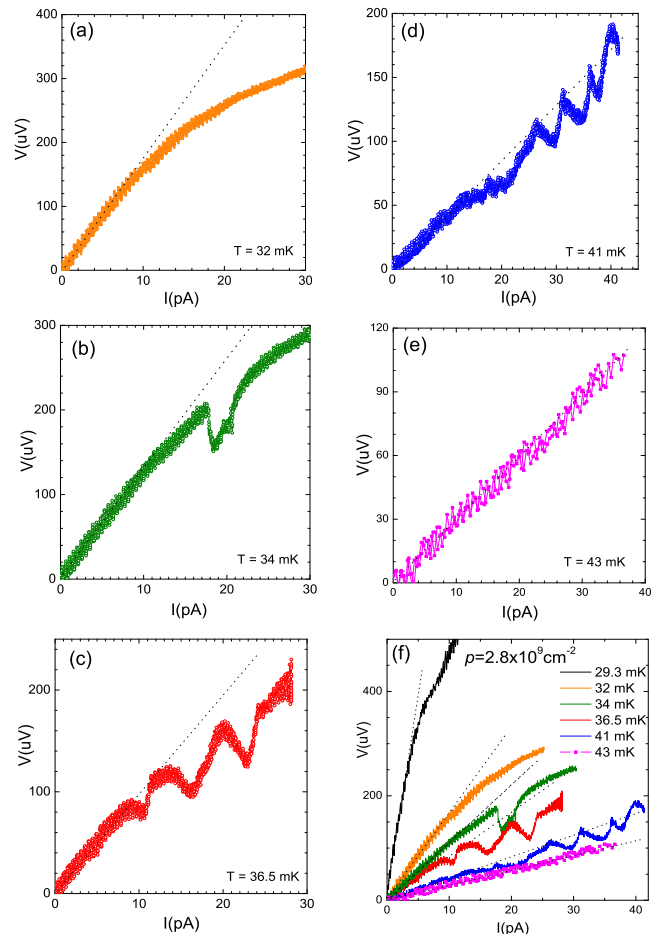 (a)
400
300
200
100
0
V(uV)
0 10 20 30
I(pA)
T = 32 mK
(b)
300
200
100
0
V(uV)
0 10 20 30
I(pA)
T = 34 mK
(c)
200
100
0
V(uV)
0 10 20 30
I(pA)
T = 36.5 mK
(d)
200
150
100
50
0
V(uV)
0 10 20 30 40
I(pA)
T = 41 mK
(e)
120
90
60
30
0
V(uV)
0 10 20 30 40
I(pA)
T = 43 mK
(f)
p=2.8x10⁹cm⁻²
29.3 mK
32 mK
34 mK
36.5 mK
41 mK
43 mK
400
200
0
V(uV)
0 10 20 30 40
I(pA)